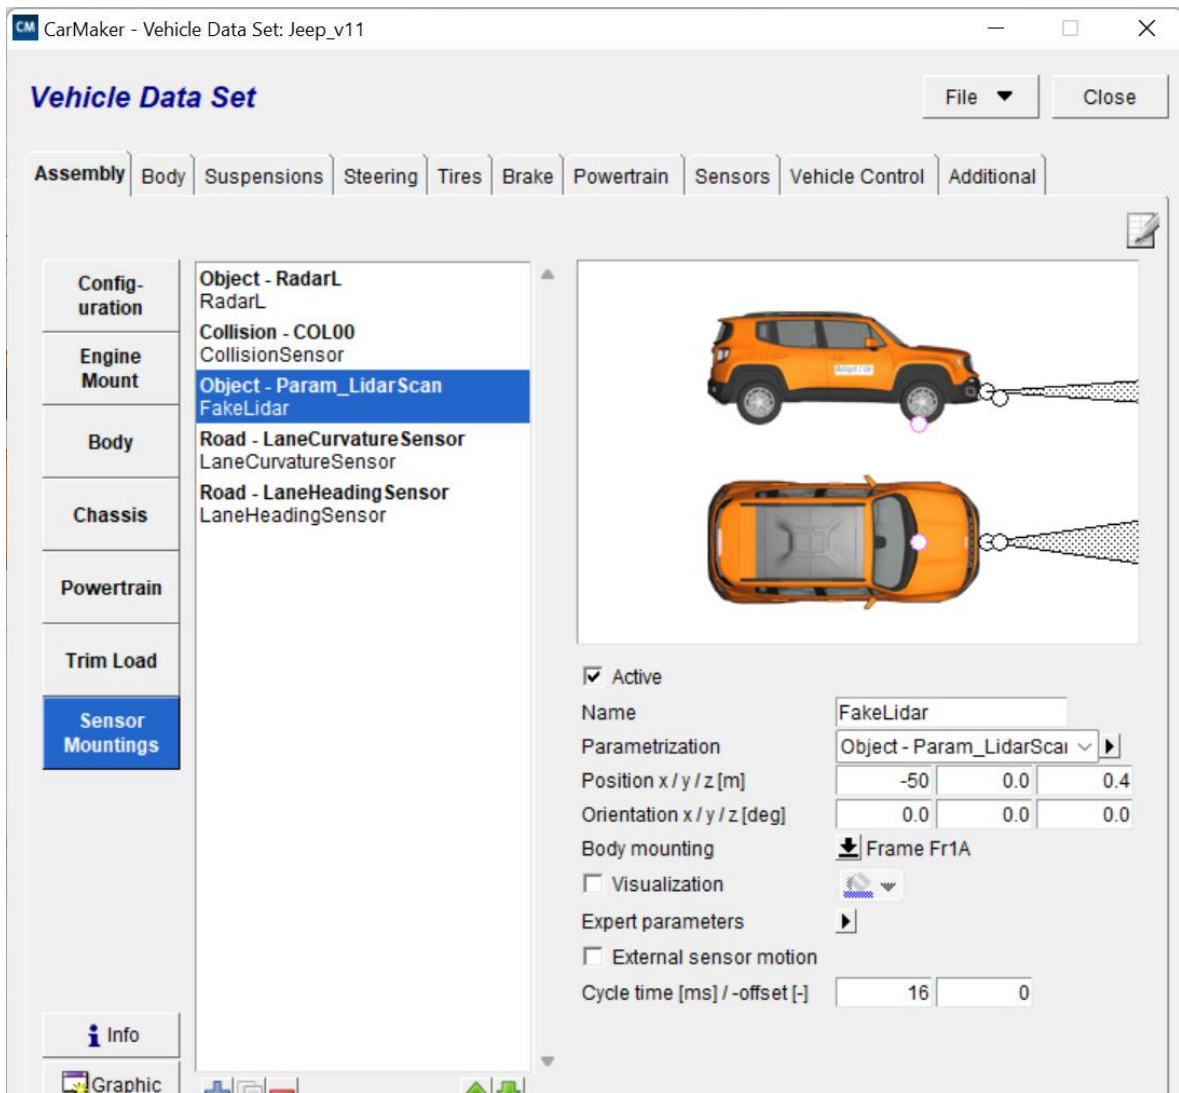 CM CarMaker - Vehicle Data Set: Jeep_v11
Vehicle Data Set
File
Close
Assembly Body Suspensions Steering Tires Brake Powertrain Sensors Vehicle Control Additional
Config-
uration
Engine
Mount
Body
Chassis
Powertrain
Trim Load
Sensor
Mountings
i Info
Graphic
Object - RadarL
RadarL
Collision - COL00
CollisionSensor
Object - Param_LidarScan
FakeLidar
Road - LaneCurvatureSensor
LaneCurvatureSensor
Road - LaneHeadingSensor
LaneHeadingSensor
Active
Name FakeLidar
Parametrization Object - Param_LidarScan
Position x / y / z [m] -50 0.0 0.4
Orientation x / y / z [deg] 0.0 0.0 0.0
Body mounting Frame Fr1A
Visualization
Expert parameters
External sensor motion
Cycle time [ms] / -offset [-] 16 0